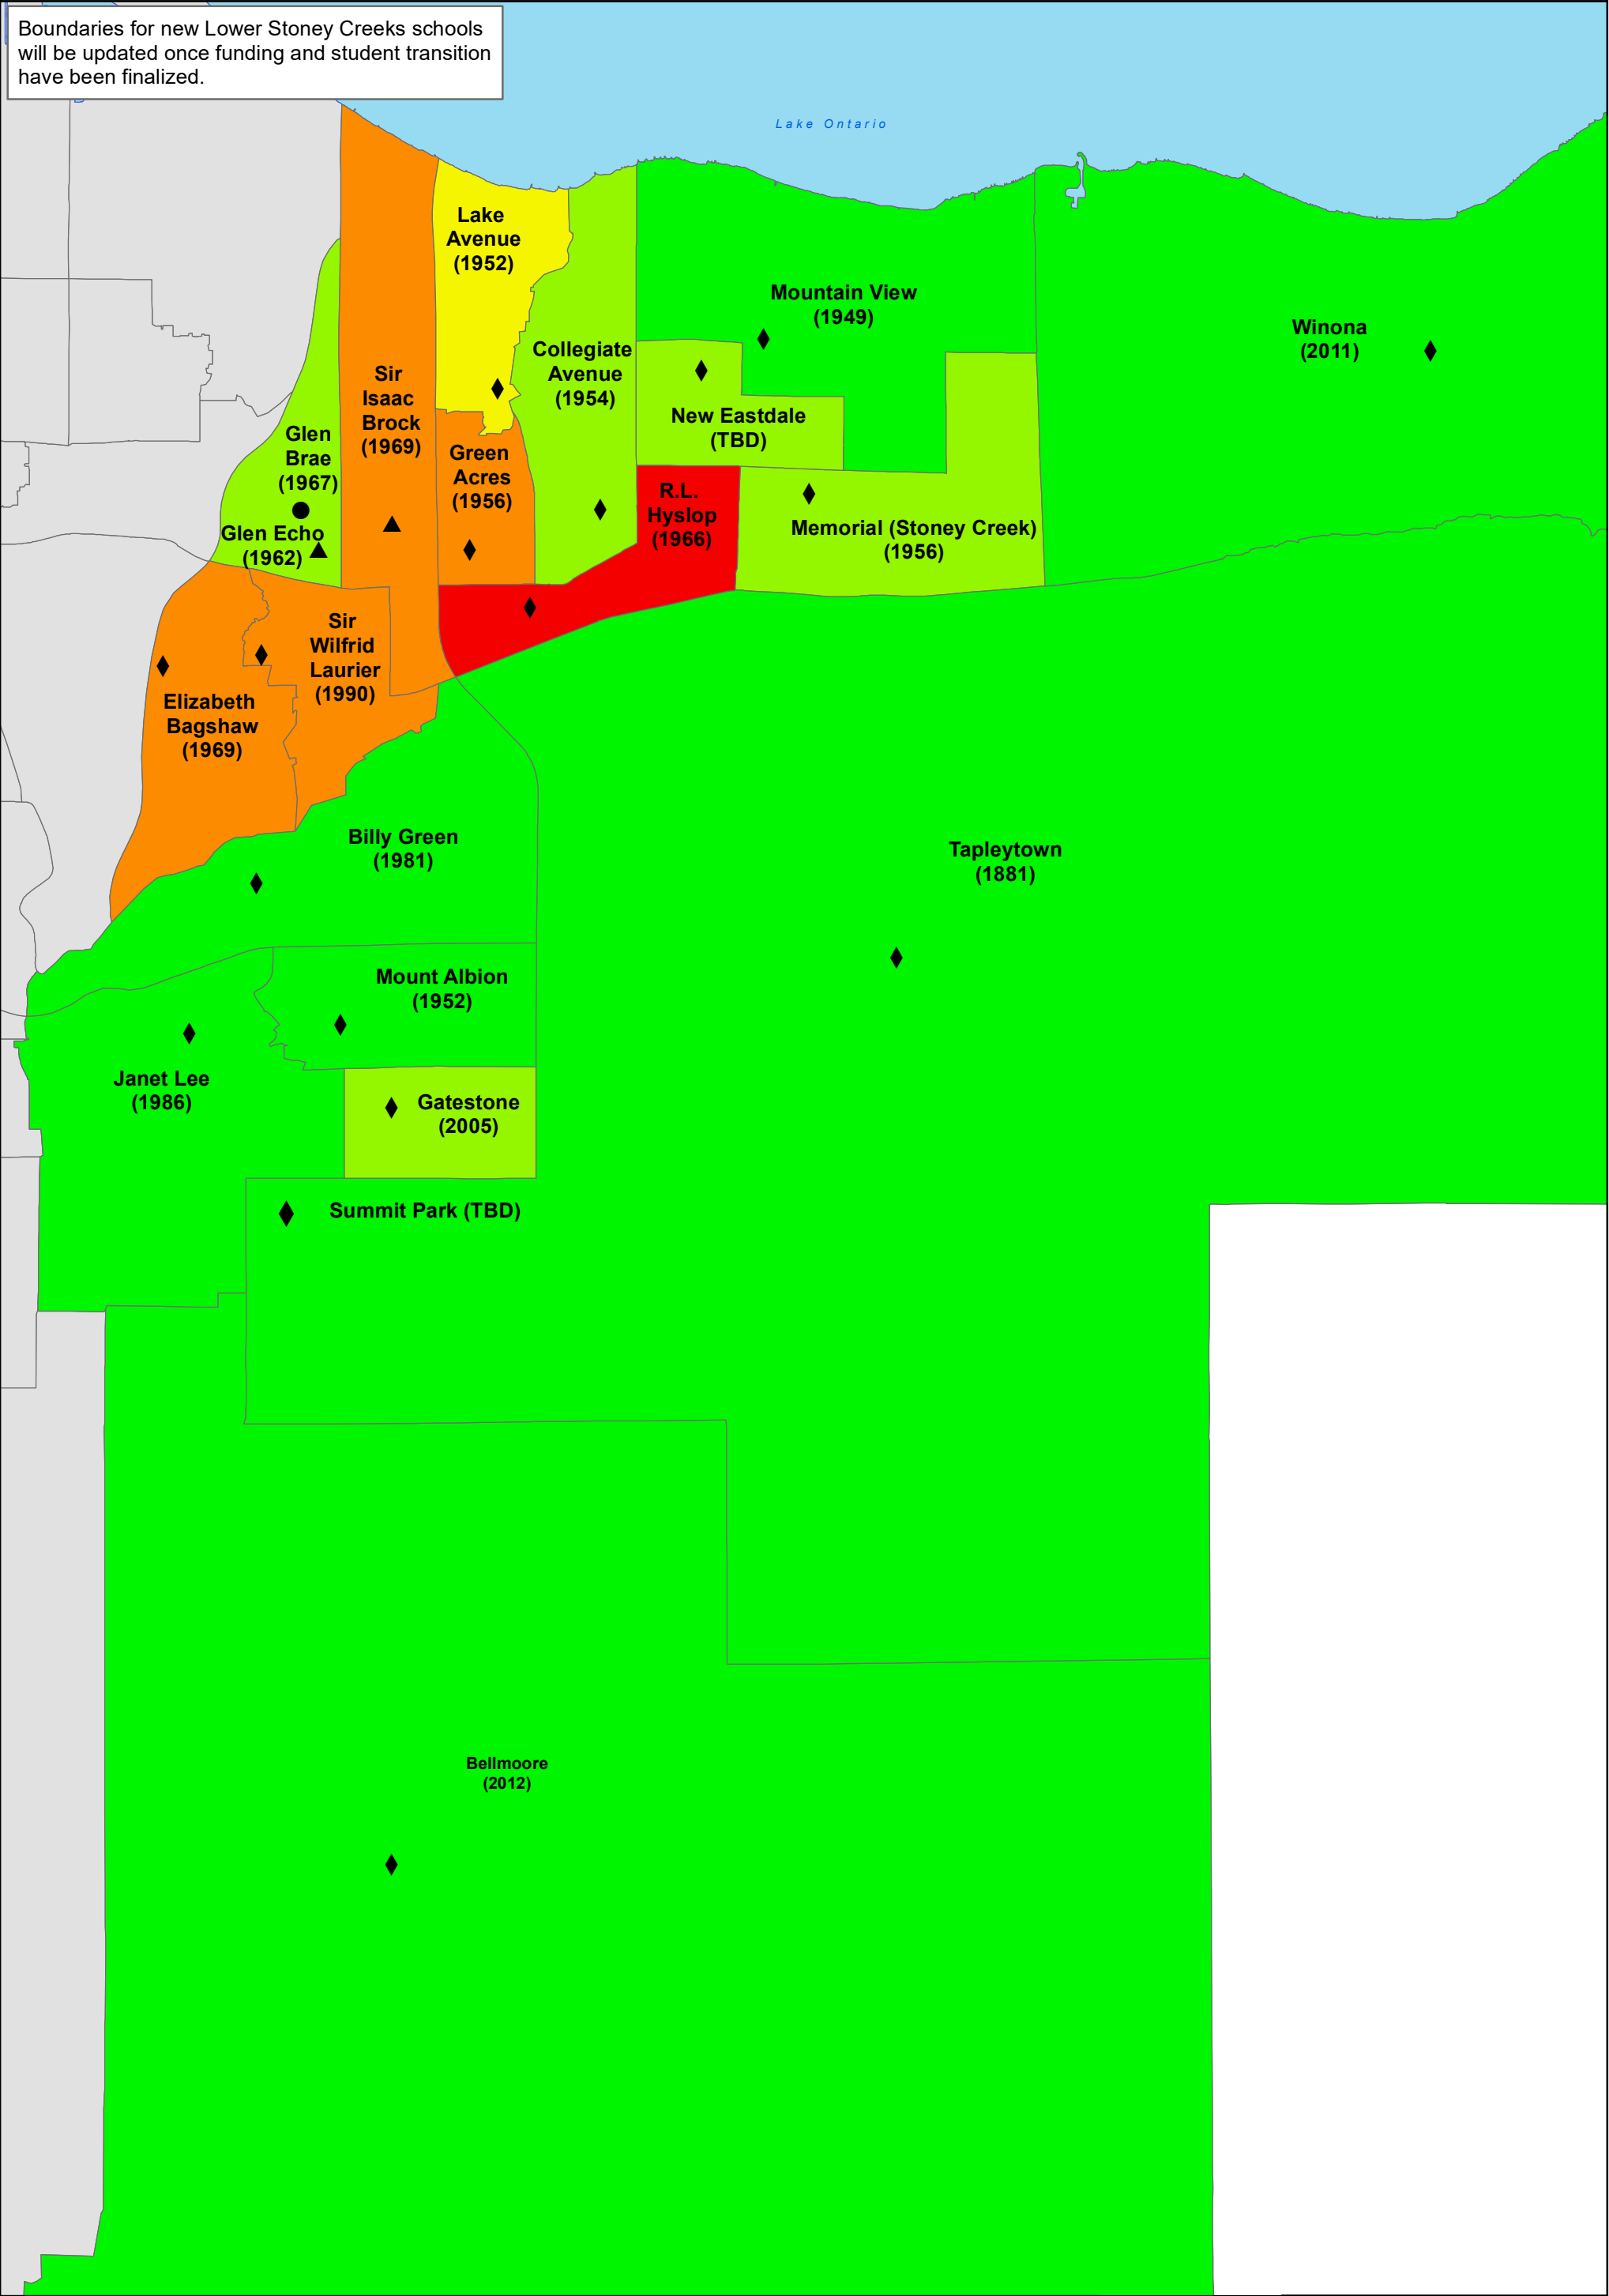 Boundaries for new Lower Stoney Creeks schools
will be updated once funding and student transition
have been finalized.
Lake Ontario
Lake
Avenue
(1952)
Mountain View
(1949)
Winona
(2011)
Collegiate
Avenue
(1954)
Sir
Isaac
Brock
(1969)
New Eastdale
(TBD)
Glen
Brae
(1967)
Green
Acres
(1956)
R.L.
Hyslop
(1966)
Memorial (Stoney Creek)
(1956)
Glen Echo
(1962)
Sir
Wilfrid
Laurier
(1990)
Elizabeth
Bagshaw
(1969)
Billy Green
(1981)
Tapleytown
(1881)
Mount Albion
(1952)
Janet Lee
(1986)
Gatestone
(2005)
Summit Park (TBD)
Bellmoore
(2012)